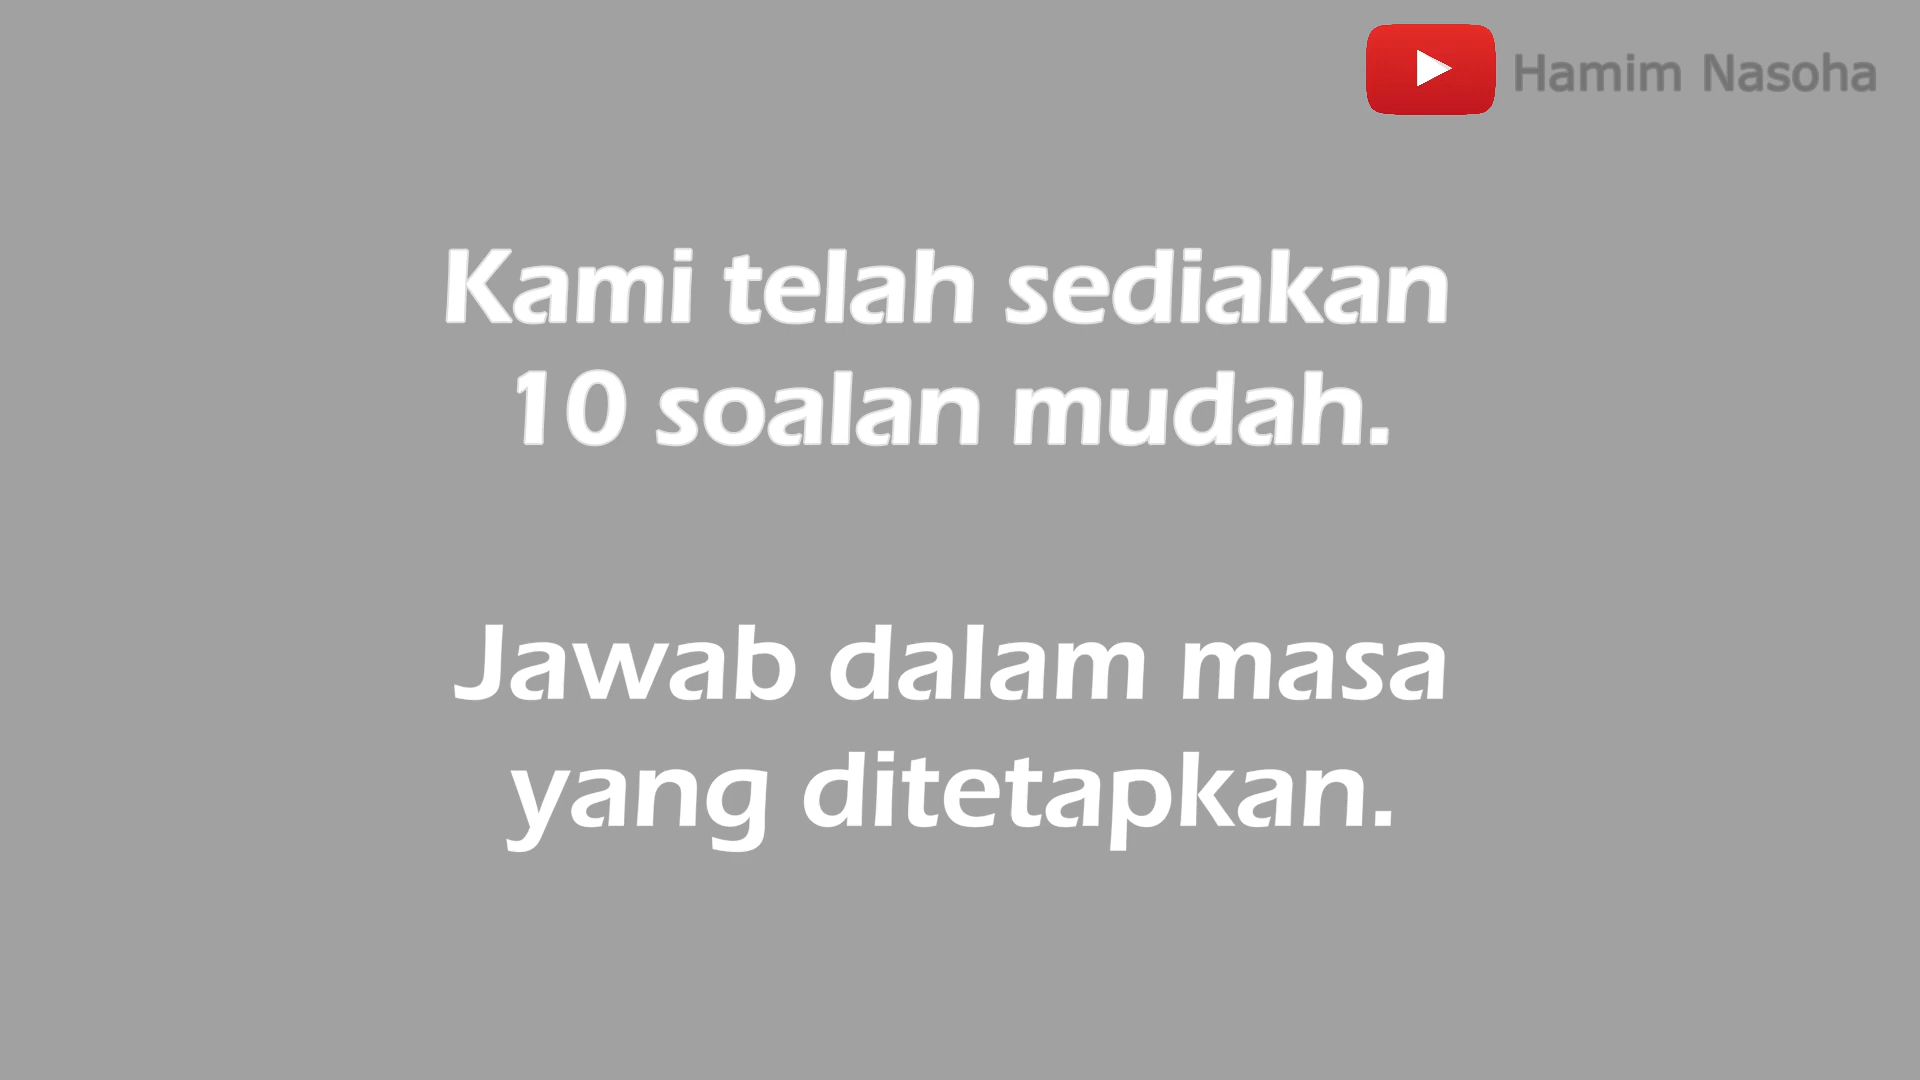 Hamim Nasoha
Kami telah sediakan
10 soalan mudah.
Jawab dalam masa
yang ditetapkan.